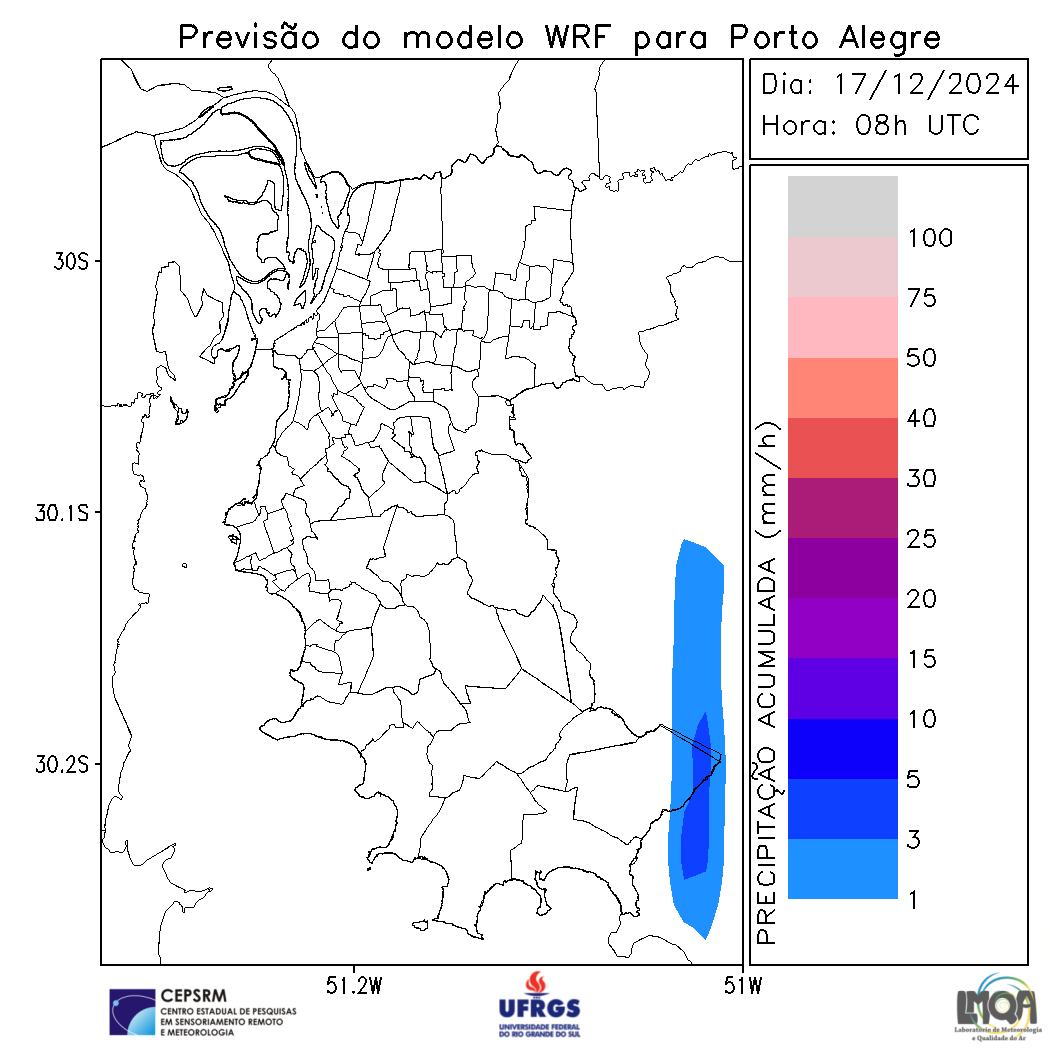 Previsão do modelo WRF para Porto Alegre
Dia: 17/12/2024
Hora: 08h UTC
30S
30.1S
30.2S
51.2W
51W
PRECIPITAÇÃO ACUMULADA (mm/h)
100
75
50
40
30
25
20
15
10
5
3
1
CEPSRM
CENTRO ESTADUAL DE PESQUISAS
EM SENSORIAMENTO REMOTO
E METEOROLOGIA
UFRGS
UNIVERSIDADE FEDERAL
DO RIO GRANDE DO SUL
LMQA
Laboratório de Meteorologia
e Qualidade do Ar